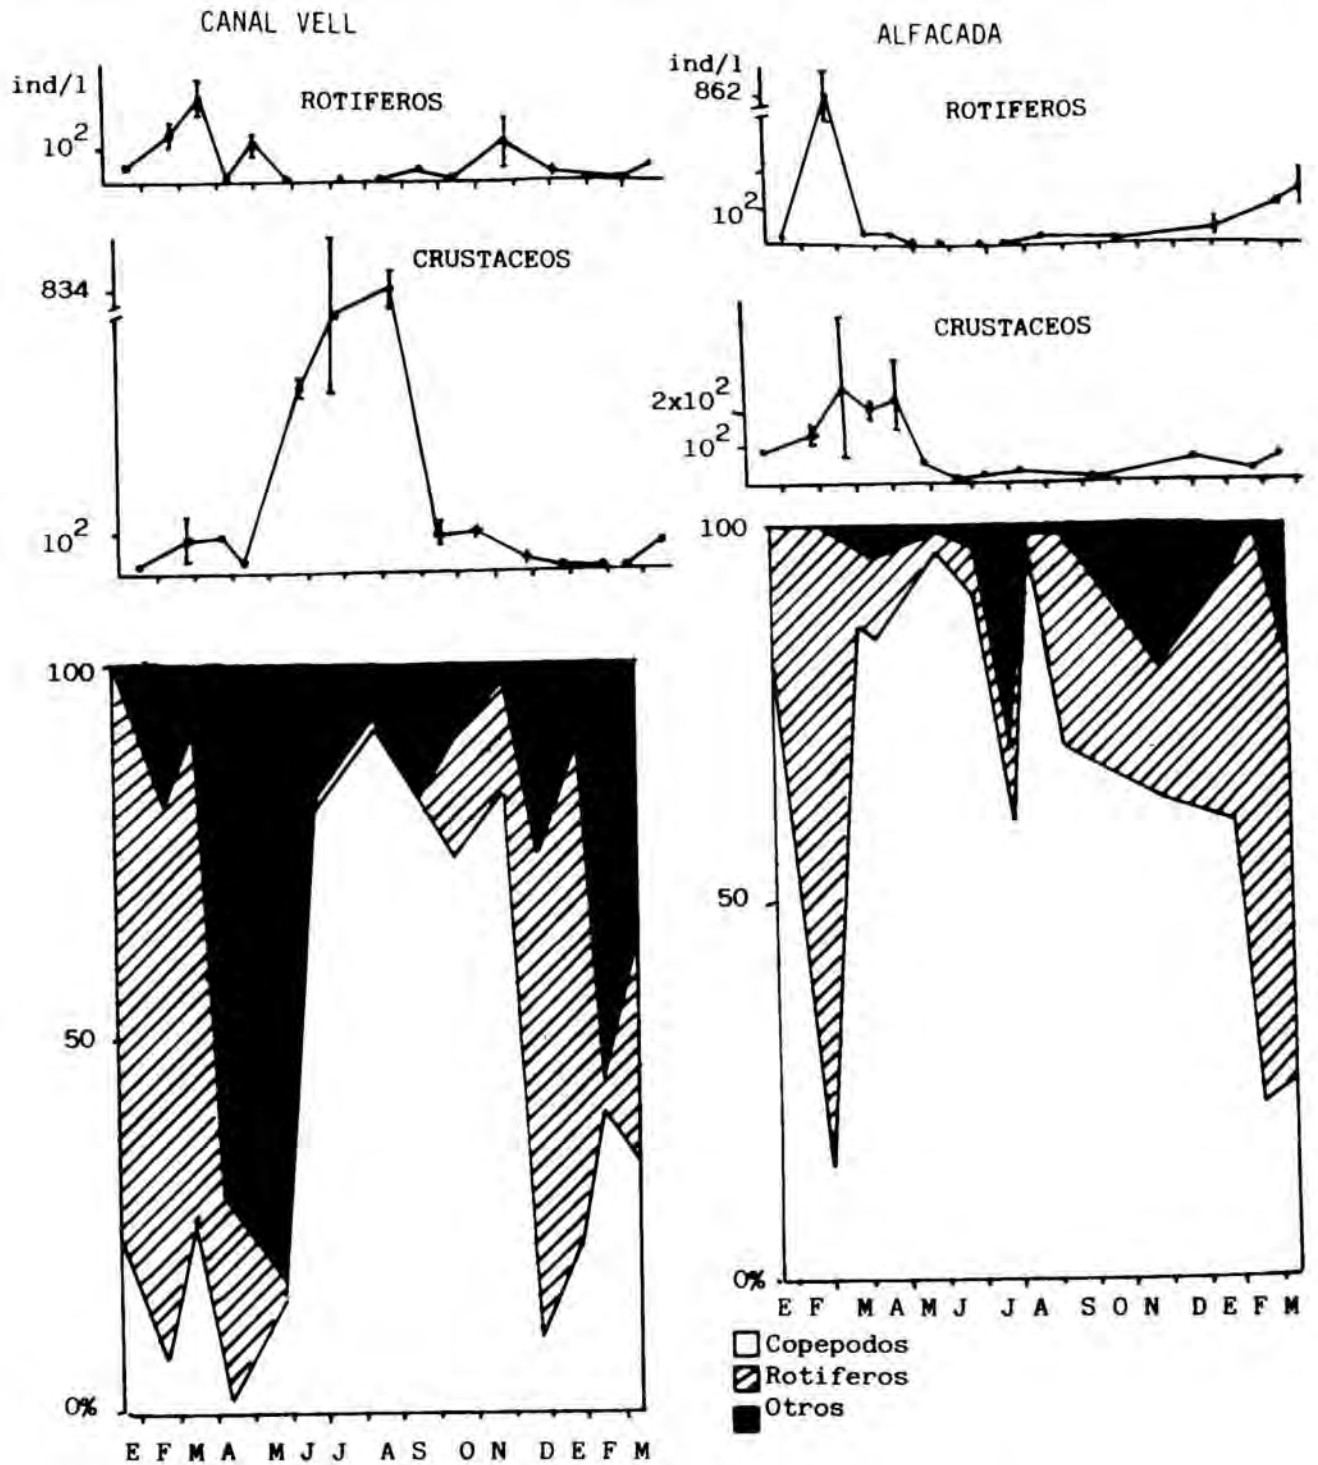 CANAL VELL
ind/l
ROTIFEROS
10²
CRUSTACEOS
834
10²
100
50
0%
E F M A M J J A S O N D E F M
ALFACADA
ind/l
862
ROTIFEROS
10²
CRUSTACEOS
2x10²
10²
100
50
0%
E F M A M J J A S O N D E F M
Copepodos
Rotiferos
Otros